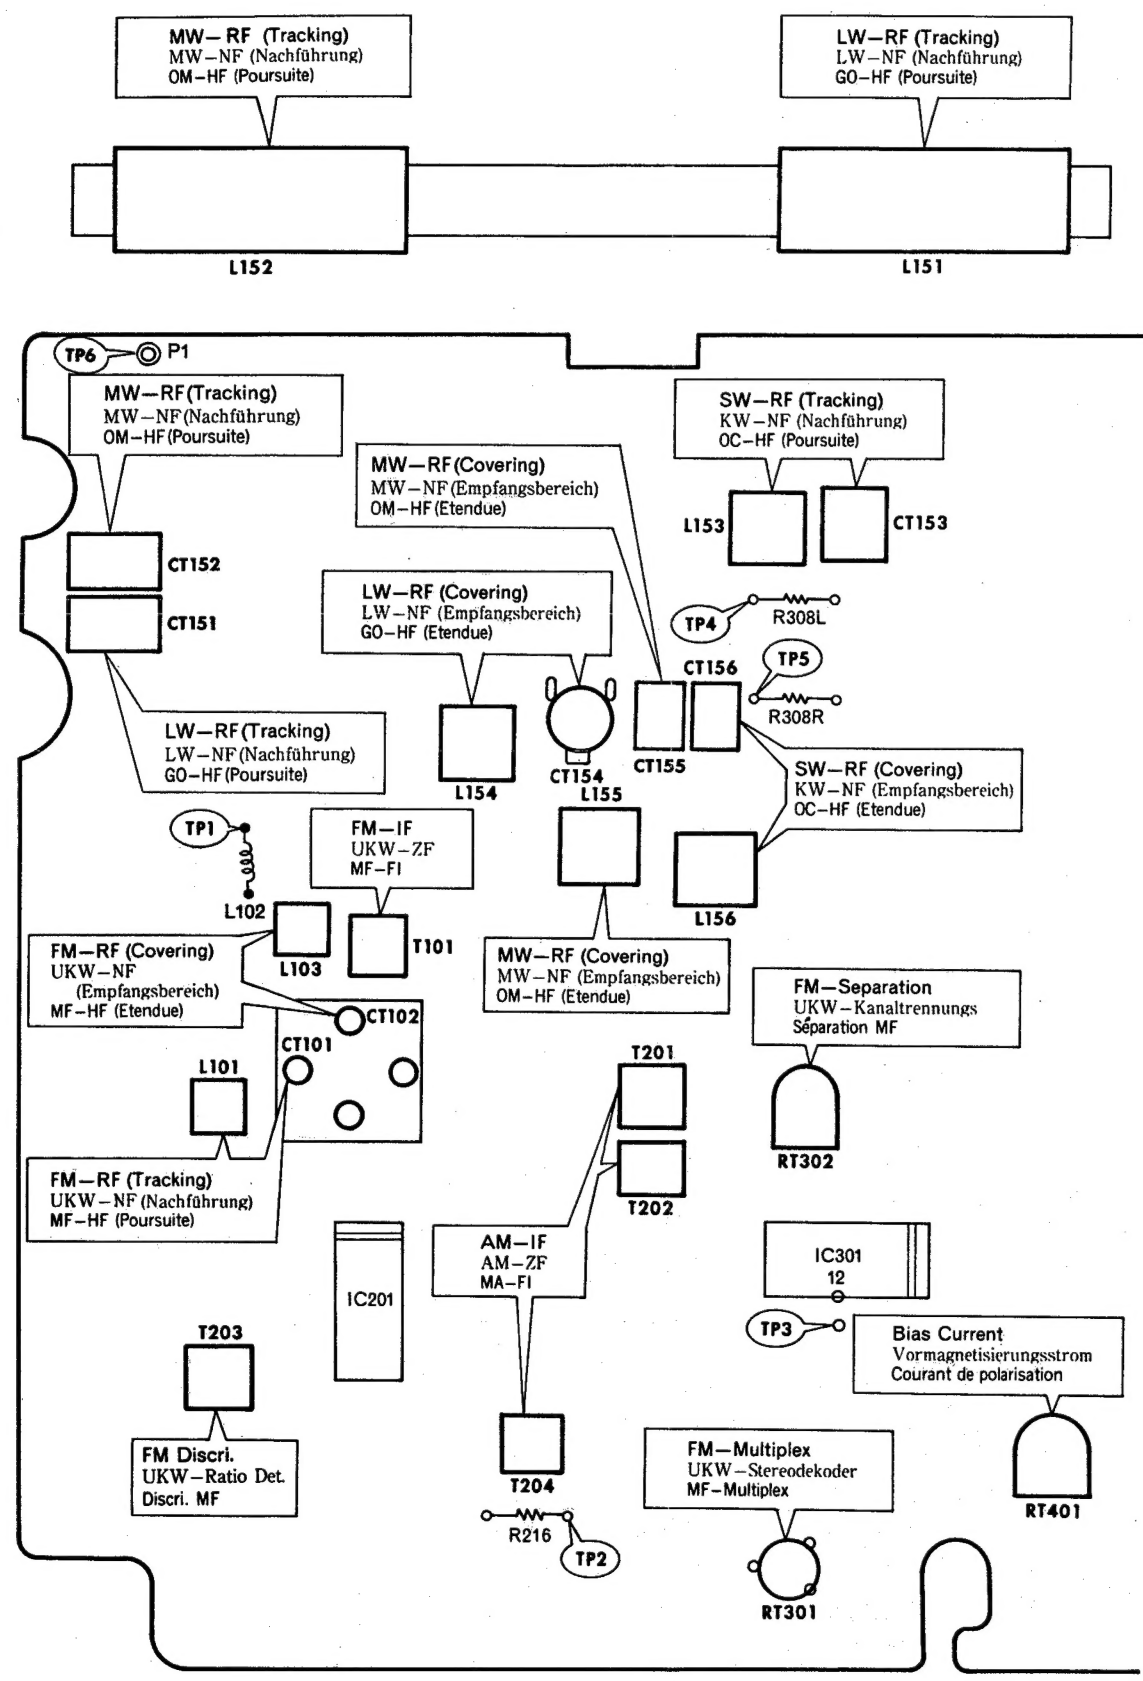 MW—RF (Tracking)
MW—NF (Nachführung)
OM—HF (Poursuite)
LW—RF (Tracking)
LW—NF (Nachführung)
GO—HF (Poursuite)
L152
L151
TP6
P1
MW—RF (Tracking)
MW—NF (Nachführung)
OM—HF (Poursuite)
SW—RF (Tracking)
KW—NF (Nachführung)
OC—HF (Poursuite)
MW—RF (Covering)
MW—NF (Empfangsbereich)
OM—HF (Etendue)
L153
CT153
CT152
CT151
LW—RF (Covering)
LW—NF (Empfangsbereich)
GO—HF (Etendue)
TP4
R308L
TP5
CT156
R308R
LW—RF (Tracking)
LW—NF (Nachführung)
GO—HF (Poursuite)
L154
CT154
CT155
L155
SW—RF (Covering)
KW—NF (Empfangsbereich)
OC—HF (Etendue)
TP1
L102
FM—IF
UKW—ZF
MF—FI
L156
L103
T101
FM—RF (Covering)
UKW—NF
(Empfangsbereich)
MF—HF (Etendue)
MW—RF (Covering)
MW—NF (Empfangsbereich)
OM—HF (Etendue)
FM—Separation
UKW—Kanaltrennungs
Séparation MF
CT102
CT101
L101
T201
RT302
T202
FM—RF (Tracking)
UKW—NF (Nachführung)
MF—HF (Poursuite)
AM—IF
AM—ZF
MA—FI
IC301
12
IC201
TP3
Bias Current
Vormagnetisierungsstrom
Courant de polarisation
T203
FM Discri.
UKW—Ratio Det.
Discri. MF
T204
R216
TP2
FM—Multiplex
UKW—Stereodekoder
MF—Multiplex
RT401
RT301